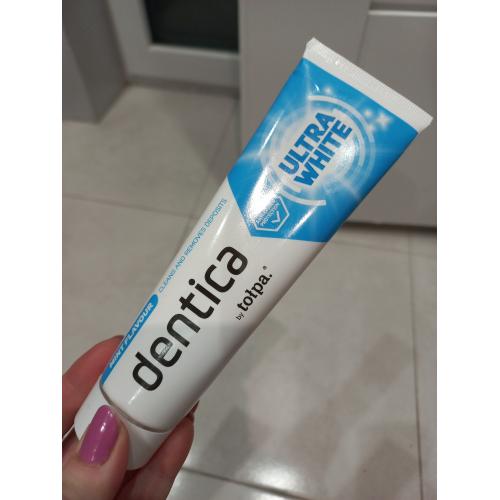 ULTRA
WHITE
CLEANS AND REMOVES DEPOSITS
dentica
by tołpa.®
MINT FLAVOUR